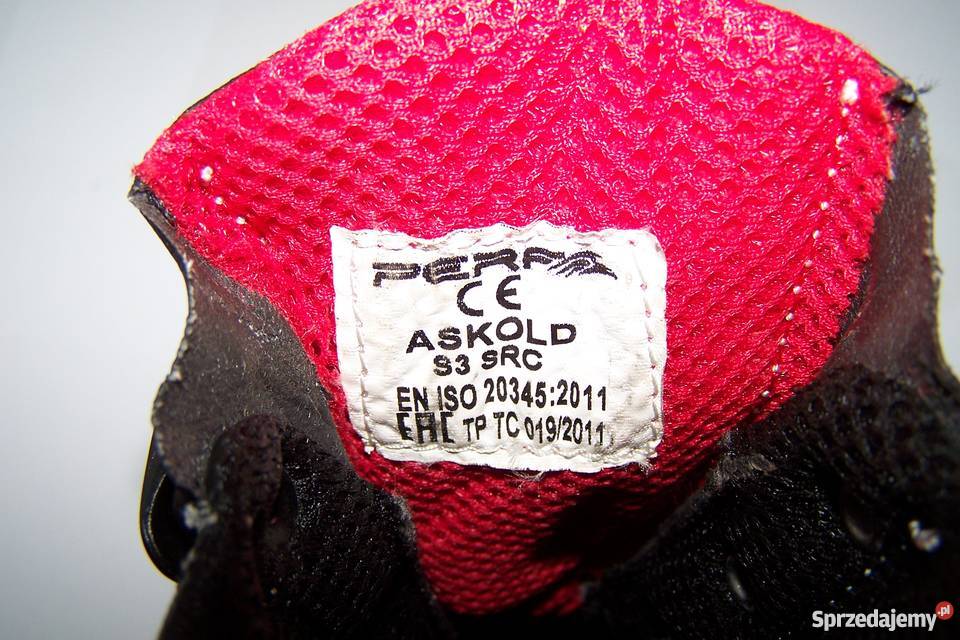 PERFA
CE
ASKOLD
S3 SRC
EN ISO 20345:2011
EAC TP TC 019/2011
Sprzedajemy.pl